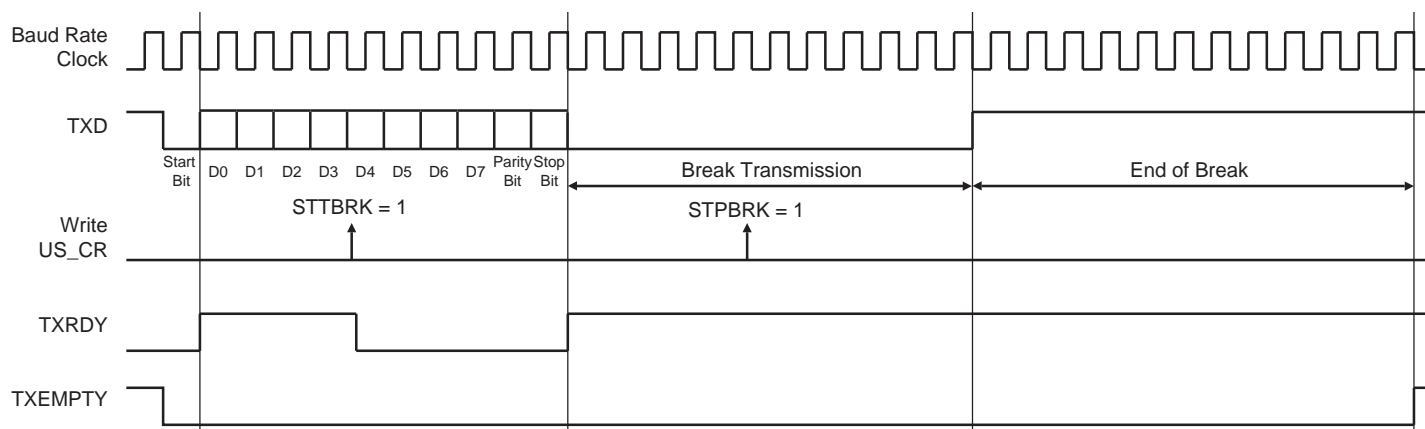 Baud Rate
Clock
TXD
Start
Bit
D0
D1
D2
D3
D4
D5
D6
D7
Parity
Bit
Stop
Bit
Break Transmission
End of Break
STTBRK = 1
STPBRK = 1
Write
US_CR
TXRDY
TXEMPTY